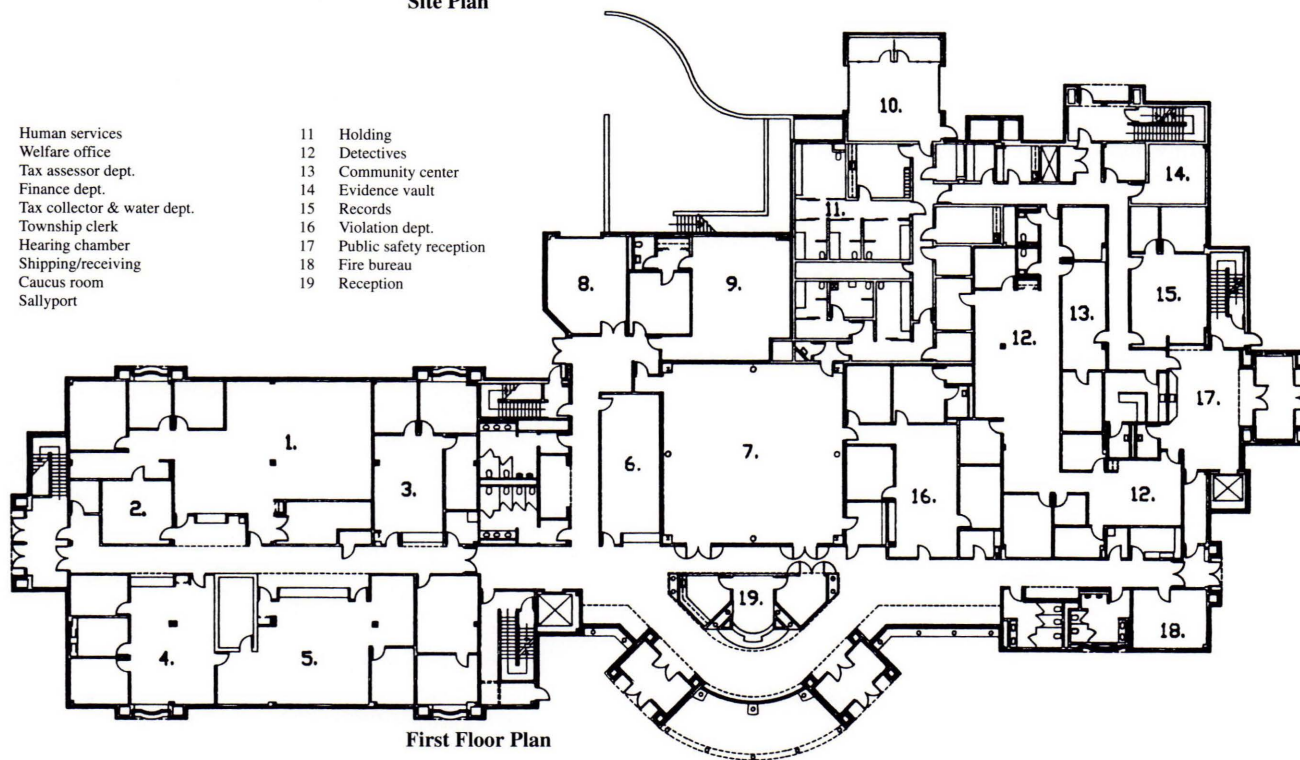 Site Plan
Human services
Welfare office
Tax assessor dept.
Finance dept.
Tax collector & water dept.
Township clerk
Hearing chamber
Shipping/receiving
Caucus room
Sallyport
11 Holding
12 Detectives
13 Community center
14 Evidence vault
15 Records
16 Violation dept.
17 Public safety reception
18 Fire bureau
19 Reception
10.
14.
11.
8.
9.
12.
13.
15.
17.
1.
2.
3.
6.
7.
16.
12.
19.
18.
4.
5.
First Floor Plan